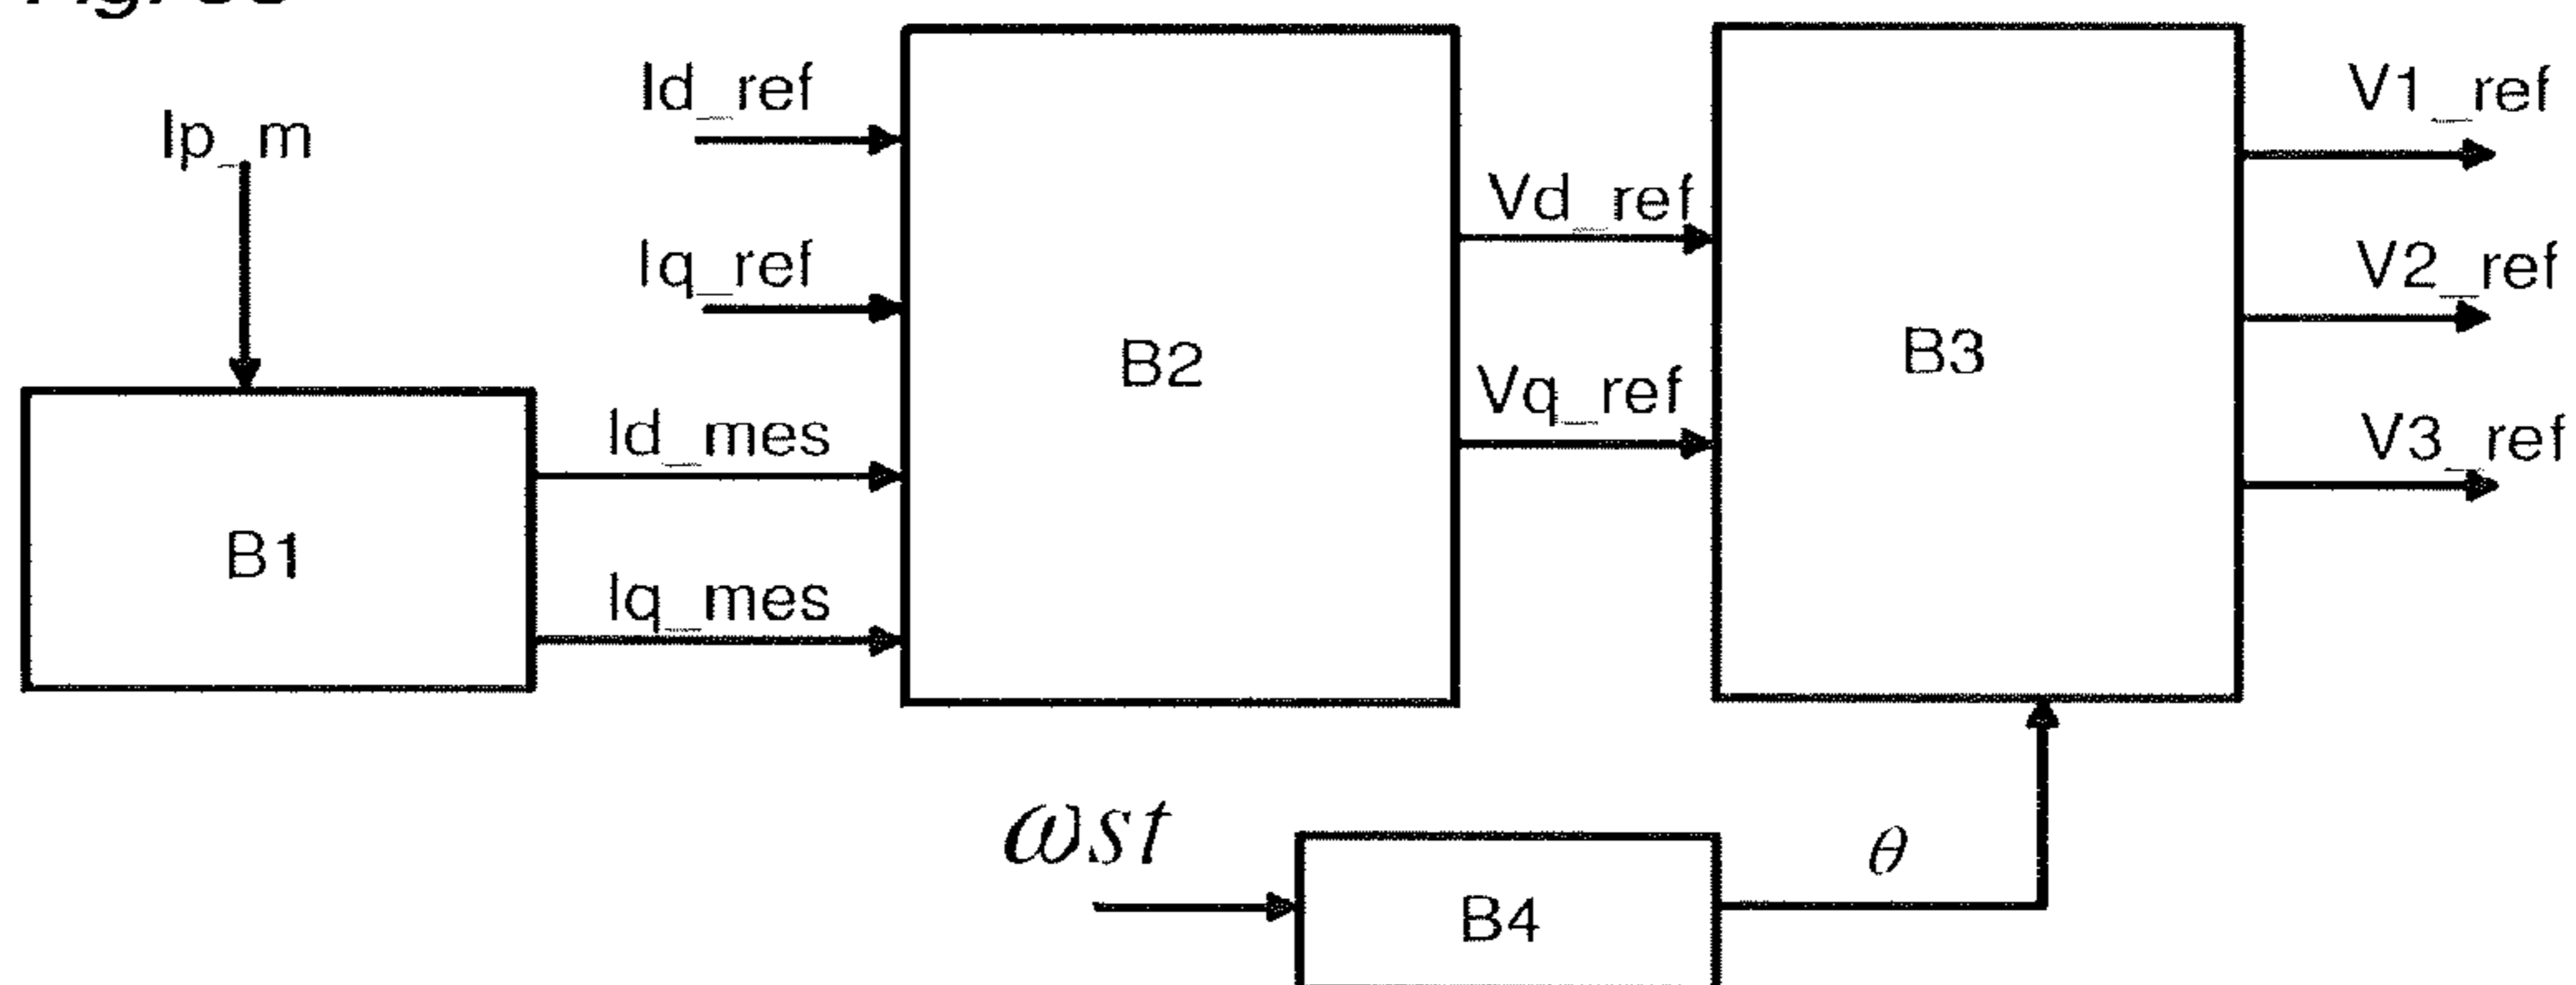 Id_ref
V1_ref
Ip_m
Vd_ref
Iq_ref
V2_ref
B2
B3
Vq_ref
Id_mes
V3_ref
B1
Iq_mes
ωst
θ
B4